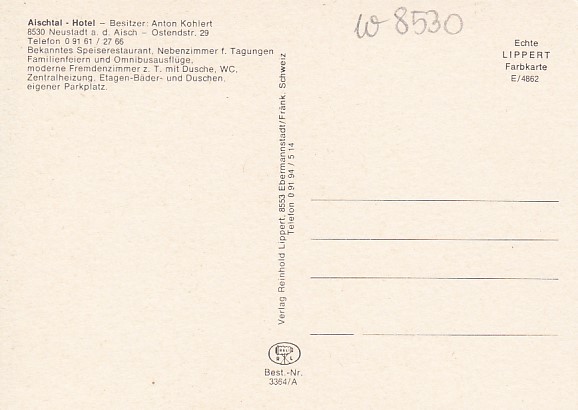 Aischtal - Hotel – Besitzer: Anton Kohlert
8530 Neustadt a. d. Aisch – Ostendstr. 29
Telefon 0 91 61 / 27 66
Bekanntes Speiserestaurant, Nebenzimmer f. Tagungen
Familienfeiern und Omnibusausflüge,
moderne Fremdenzimmer z. T. mit Dusche, WC,
Zentralheizung, Etagen-Bäder- und Duschen,
eigener Parkplatz.
W 8530
Echte
LIPPERT
Farbkarte
E/4862
Verlag Reinhold Lippert, 8553 Ebermannstadt/Fränk. Schweiz
Telefon 0 91 94 / 5 14
Best.-Nr.
3364/A